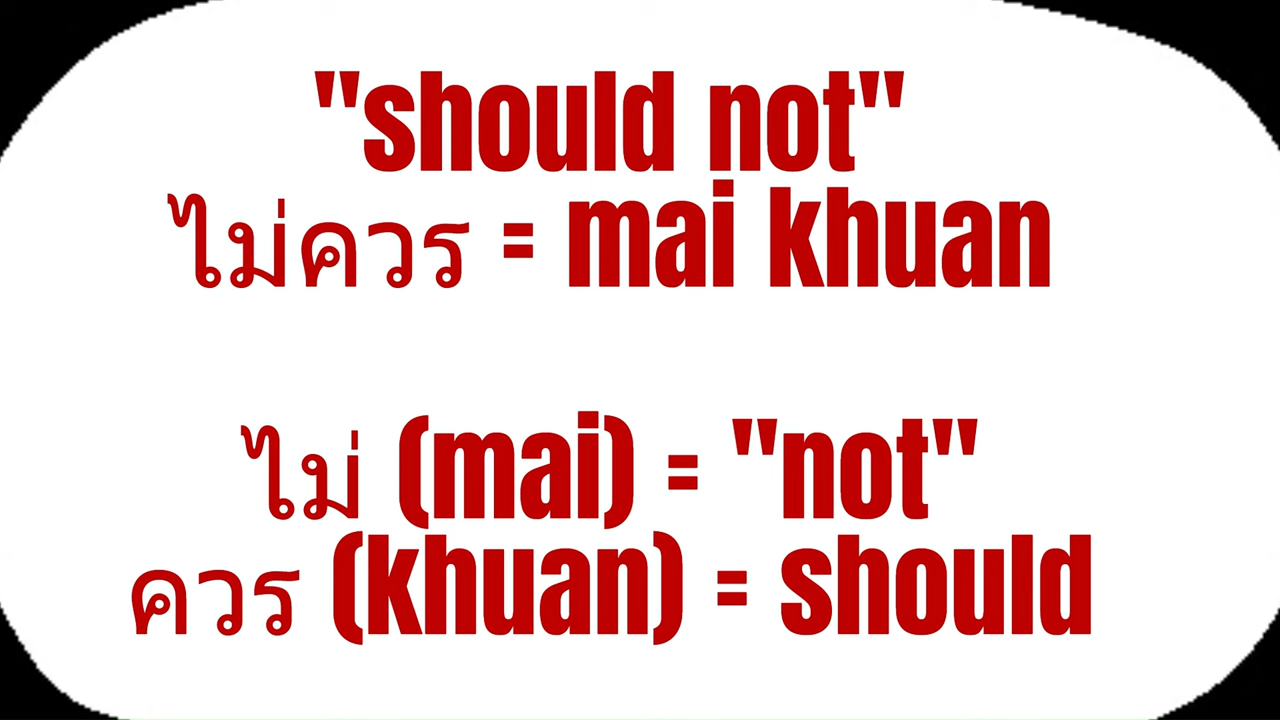 "should not"
ไม่ควร = mai khuan
ไม่ (mai) = "not"
ควร (khuan) = should